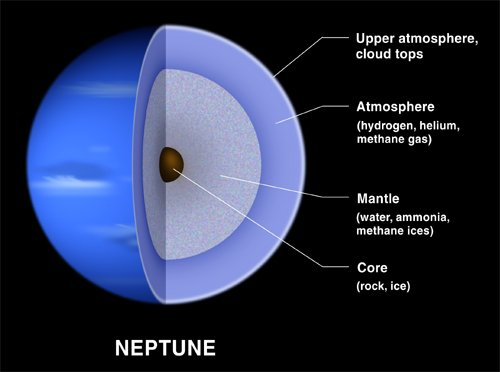 Upper atmosphere,
cloud tops
Atmosphere
(hydrogen, helium,
methane gas)
Mantle
(water, ammonia,
methane ices)
Core
(rock, ice)
NEPTUNE